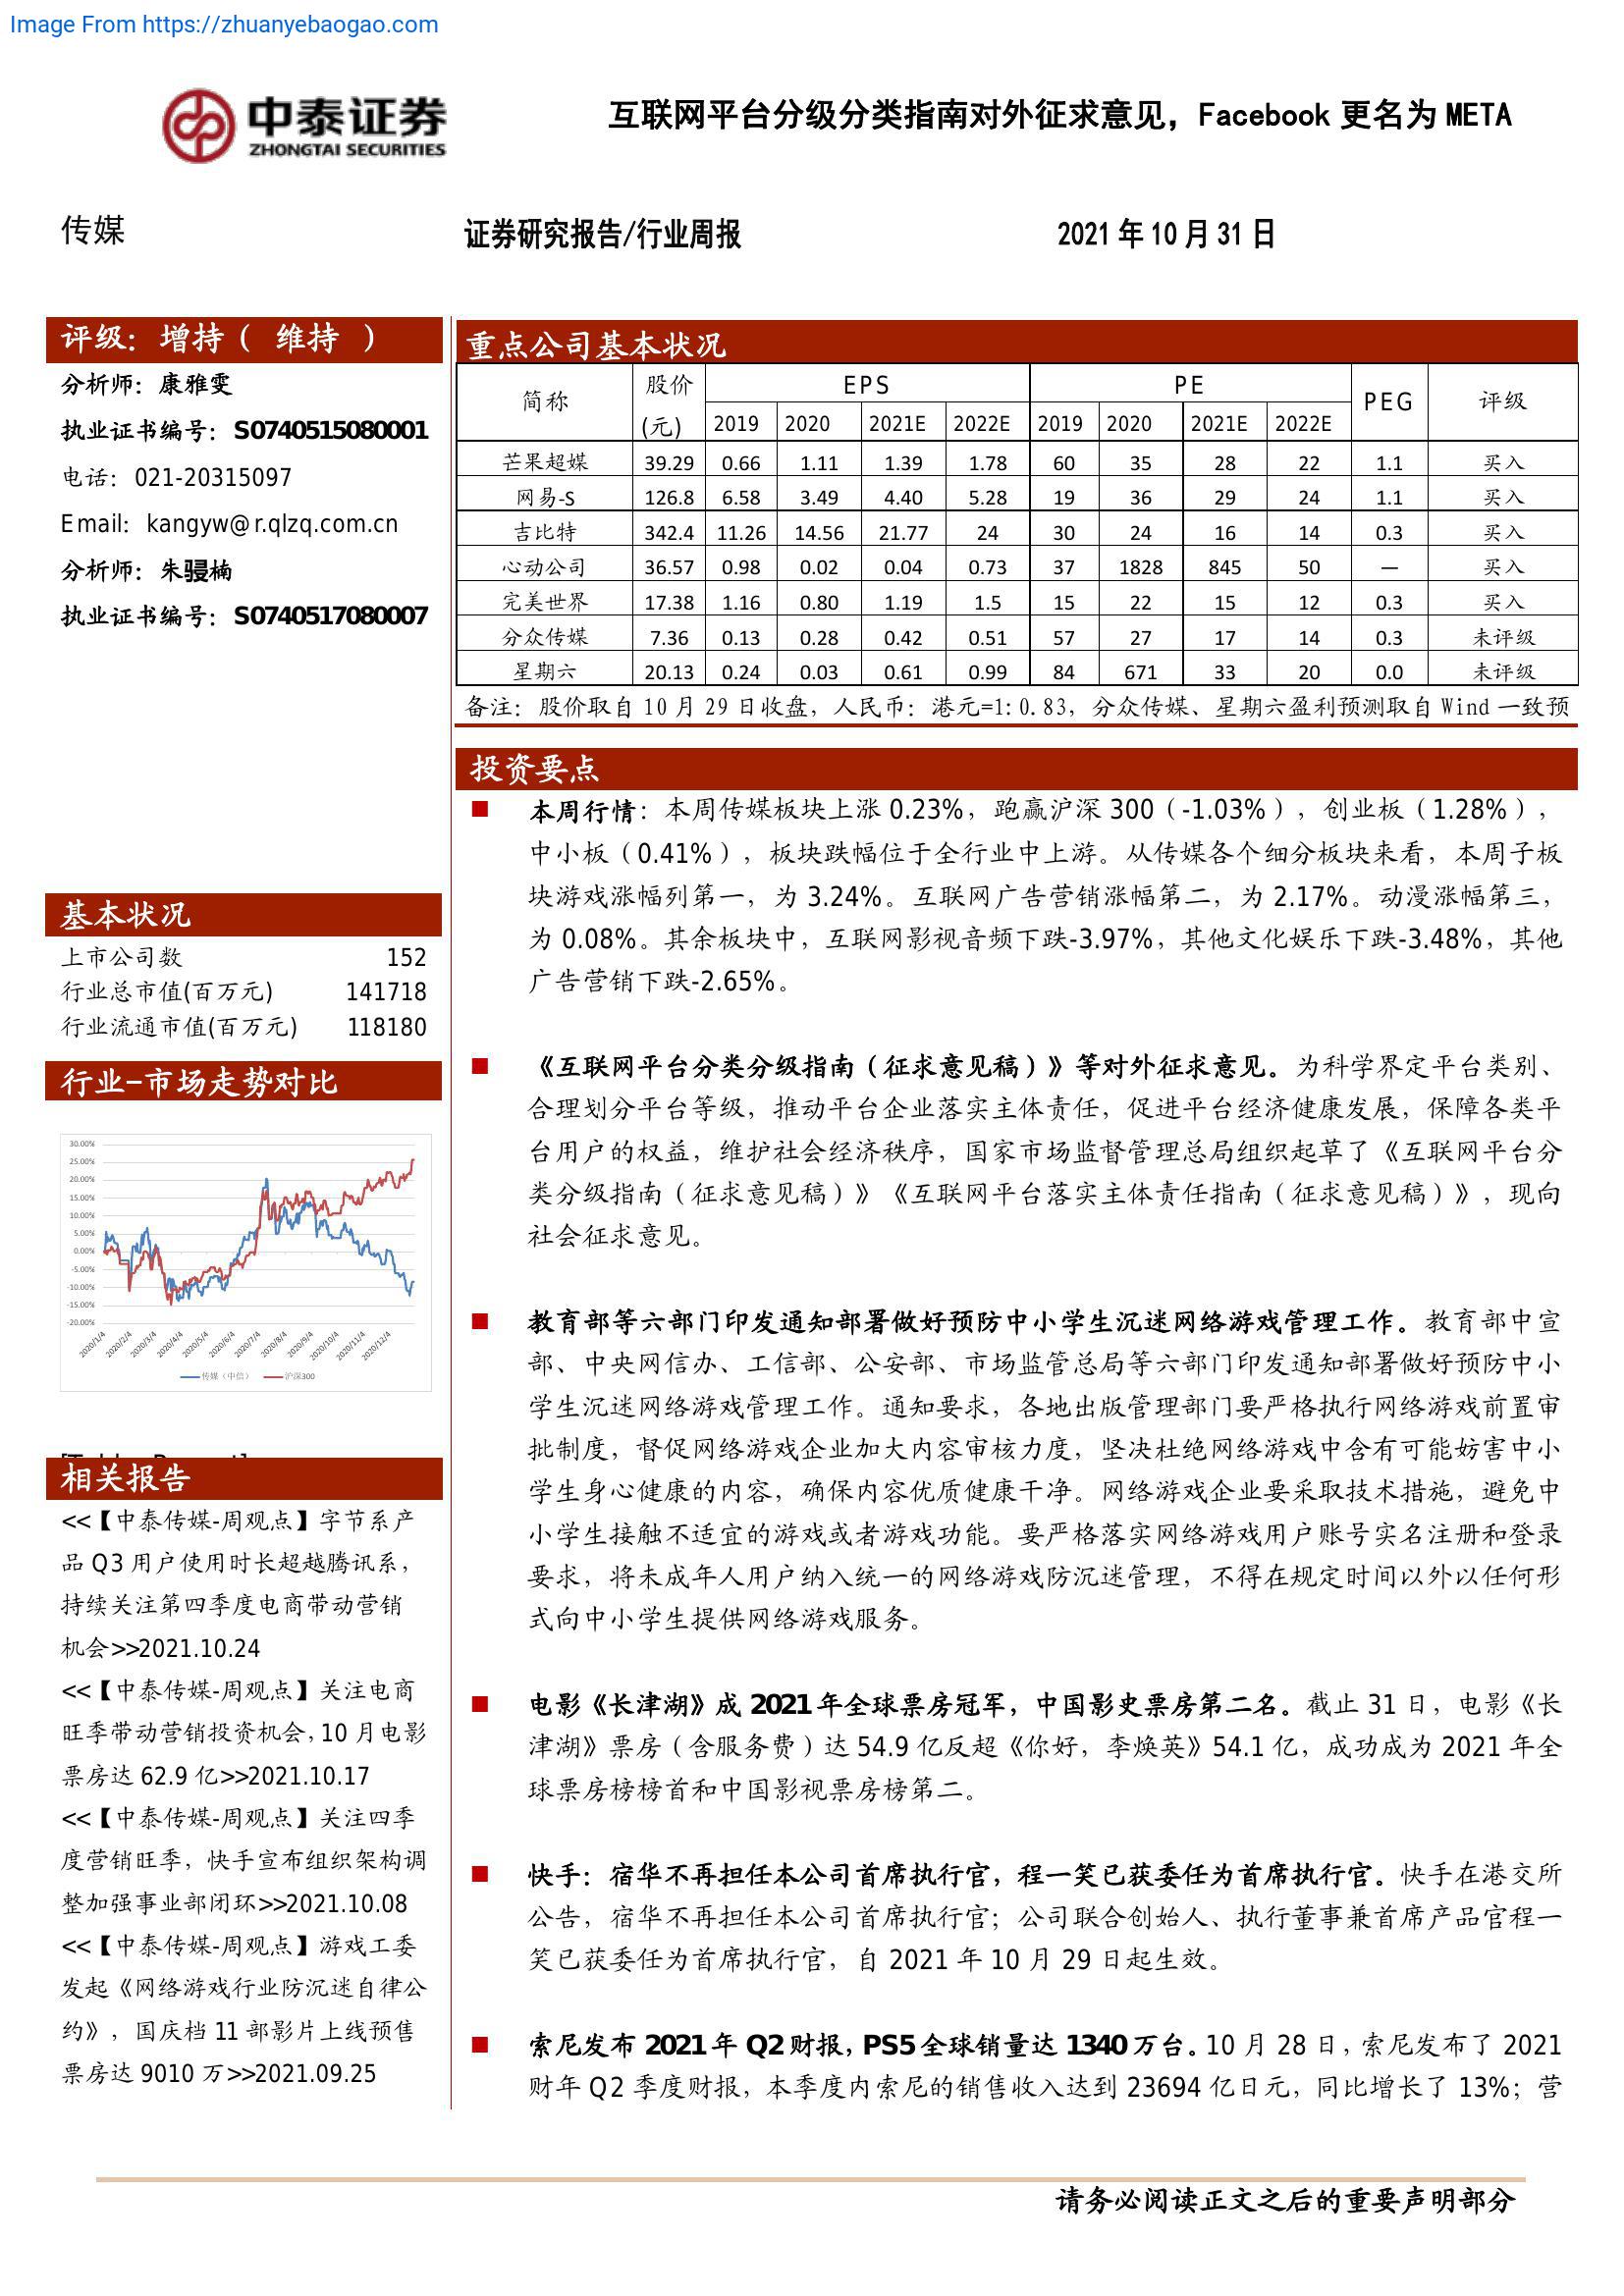 Image From https://zhuanyebaogao.com
中泰证券
ZHONGTAI SECURITIES
互联网平台分级分类指南对外征求意见，Facebook 更名为 META
传媒
证券研究报告/行业周报
2021 年 10 月 31 日
评级：增持（ 维持 ）
分析师：康雅雯
执业证书编号：S0740515080001
电话：021-20315097
Email：kangyw@r.qlzq.com.cn
分析师：朱骎楠
执业证书编号：S0740517080007
基本状况
上市公司数 152
行业总市值(百万元) 141718
行业流通市值(百万元) 118180
行业-市场走势对比
30.00%
25.00%
20.00%
15.00%
10.00%
5.00%
0.00%
-5.00%
-10.00%
-15.00%
-20.00%
2020/1/4 2020/2/4 2020/3/4 2020/4/4 2020/5/4 2020/6/4 2020/7/4 2020/8/4 2020/9/4 2020/10/4 2020/11/4 2020/12/4
传媒（中信） 沪深300
相关报告
<<【中泰传媒-周观点】字节系产
品 Q3 用户使用时长超越腾讯系，
持续关注第四季度电商带动营销
机会>>2021.10.24
<<【中泰传媒-周观点】关注电商
旺季带动营销投资机会，10 月电影
票房达 62.9 亿>>2021.10.17
<<【中泰传媒-周观点】关注四季
度营销旺季，快手宣布组织架构调
整加强事业部闭环>>2021.10.08
<<【中泰传媒-周观点】游戏工委
发起《网络游戏行业防沉迷自律公
约》，国庆档 11 部影片上线预售
票房达 9010 万>>2021.09.25
重点公司基本状况
简称 股价(元) EPS PE PEG 评级
2019 2020 2021E 2022E 2019 2020 2021E 2022E
芒果超媒 39.29 0.66 1.11 1.39 1.78 60 35 28 22 1.1 买入
网易-S 126.8 6.58 3.49 4.40 5.28 19 36 29 24 1.1 买入
吉比特 342.4 11.26 14.56 21.77 24 30 24 16 14 0.3 买入
心动公司 36.57 0.98 0.02 0.04 0.73 37 1828 845 50 — 买入
完美世界 17.38 1.16 0.80 1.19 1.5 15 22 15 12 0.3 买入
分众传媒 7.36 0.13 0.28 0.42 0.51 57 27 17 14 0.3 未评级
星期六 20.13 0.24 0.03 0.61 0.99 84 671 33 20 0.0 未评级
备注：股价取自 10 月 29 日收盘，人民币：港元=1:0.83，分众传媒、星期六盈利预测取自 Wind 一致预
投资要点
■ 本周行情：本周传媒板块上涨 0.23%，跑赢沪深 300（-1.03%），创业板（1.28%），
中小板（0.41%），板块跌幅位于全行业中上游。从传媒各个细分板块来看，本周子板
块游戏涨幅列第一，为 3.24%。互联网广告营销涨幅第二，为 2.17%。动漫涨幅第三，
为 0.08%。其余板块中，互联网影视音频下跌-3.97%，其他文化娱乐下跌-3.48%，其他
广告营销下跌-2.65%。
■ 《互联网平台分类分级指南（征求意见稿）》等对外征求意见。为科学界定平台类别、
合理划分平台等级，推动平台企业落实主体责任，促进平台经济健康发展，保障各类平
台用户的权益，维护社会经济秩序，国家市场监督管理总局组织起草了《互联网平台分
类分级指南（征求意见稿）》《互联网平台落实主体责任指南（征求意见稿）》，现向
社会征求意见。
■ 教育部等六部门印发通知部署做好预防中小学生沉迷网络游戏管理工作。教育部中宣
部、中央网信办、工信部、公安部、市场监管总局等六部门印发通知部署做好预防中小
学生沉迷网络游戏管理工作。通知要求，各地出版管理部门要严格执行网络游戏前置审
批制度，督促网络游戏企业加大内容审核力度，坚决杜绝网络游戏中含有可能妨害中小
学生身心健康的内容，确保内容优质健康干净。网络游戏企业要采取技术措施，避免中
小学生接触不适宜的游戏或者游戏功能。要严格落实网络游戏用户账号实名注册和登录
要求，将未成年人用户纳入统一的网络游戏防沉迷管理，不得在规定时间以外以任何形
式向中小学生提供网络游戏服务。
■ 电影《长津湖》成 2021 年全球票房冠军，中国影史票房第二名。截止 31 日，电影《长
津湖》票房（含服务费）达 54.9 亿反超《你好，李焕英》54.1 亿，成功成为 2021 年全
球票房榜榜首和中国影视票房榜第二。
■ 快手：宿华不再担任本公司首席执行官，程一笑已获委任为首席执行官。快手在港交所
公告，宿华不再担任本公司首席执行官；公司联合创始人、执行董事兼首席产品官程一
笑已获委任为首席执行官，自 2021 年 10 月 29 日起生效。
■ 索尼发布 2021 年 Q2 财报，PS5 全球销量达 1340 万台。10 月 28 日，索尼发布了 2021
财年 Q2 季度财报，本季度内索尼的销售收入达到 23694 亿日元，同比增长了 13%；营
请务必阅读正文之后的重要声明部分